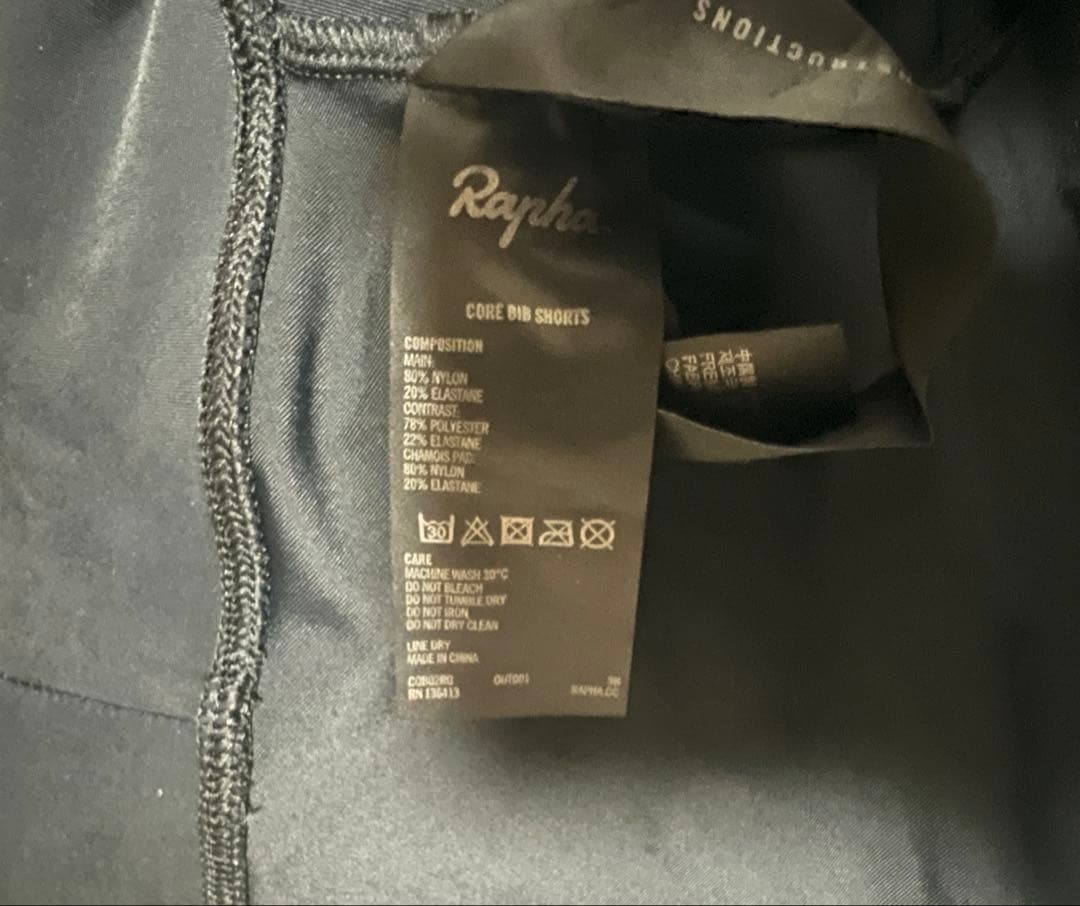 Rapha
CORE BIB SHORTS
COMPOSITION
MAIN:
80% NYLON
20% ELASTANE
CONTRAST:
78% POLYESTER
22% ELASTANE
CHAMOIS PAD:
80% NYLON
20% ELASTANE
30
CARE
MACHINE WASH 30°C
DO NOT BLEACH
DO NOT TUMBLE DRY
DO NOT IRON
DO NOT DRY CLEAN
LINE DRY
MADE IN CHINA
RN 136413
RAPHA.CC